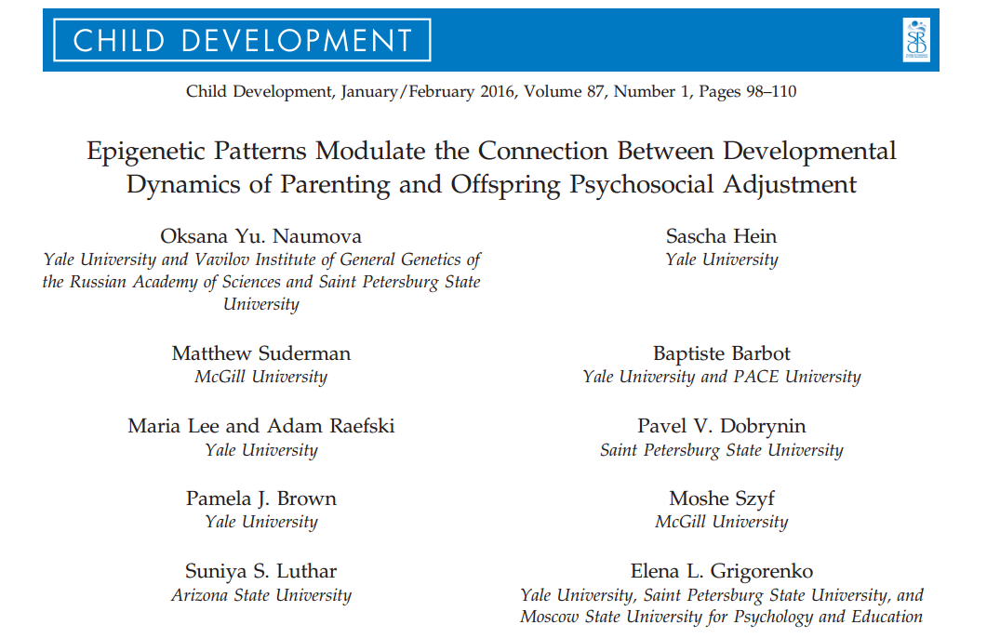 CHILD DEVELOPMENT
SRCD
Child Development, January/February 2016, Volume 87, Number 1, Pages 98–110
Epigenetic Patterns Modulate the Connection Between Developmental
Dynamics of Parenting and Offspring Psychosocial Adjustment
Oksana Yu. Naumova
Yale University and Vavilov Institute of General Genetics of
the Russian Academy of Sciences and Saint Petersburg State
University
Sascha Hein
Yale University
Matthew Suderman
McGill University
Baptiste Barbot
Yale University and PACE University
Maria Lee and Adam Raefski
Yale University
Pavel V. Dobrynin
Saint Petersburg State University
Pamela J. Brown
Yale University
Moshe Szyf
McGill University
Suniya S. Luthar
Arizona State University
Elena L. Grigorenko
Yale University, Saint Petersburg State University, and
Moscow State University for Psychology and Education